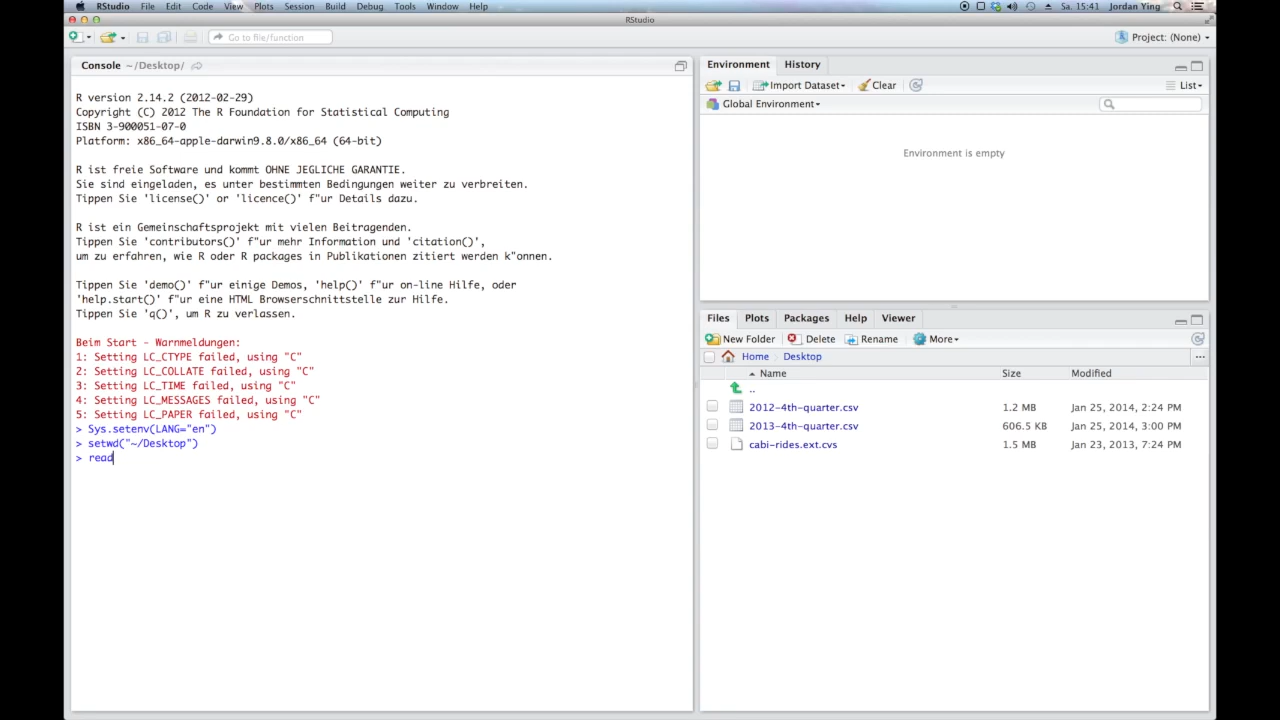 RStudio File Edit Code View Plots Session Build Debug Tools Window Help Sa. 15:41 Jordan Ying
RStudio
Go to file/function Project: (None)
Console ~/Desktop/
R version 2.14.2 (2012-02-29)
Copyright (C) 2012 The R Foundation for Statistical Computing
ISBN 3-900051-07-0
Platform: x86_64-apple-darwin9.8.0/x86_64 (64-bit)
R ist freie Software und kommt OHNE JEGLICHE GARANTIE.
Sie sind eingeladen, es unter bestimmten Bedingungen weiter zu verbreiten.
Tippen Sie 'license()' or 'licence()' f"ur Details dazu.
R ist ein Gemeinschaftsprojekt mit vielen Beitragenden.
Tippen Sie 'contributors()' f"ur mehr Information und 'citation()',
um zu erfahren, wie R oder R packages in Publikationen zitiert werden k"onnen.
Tippen Sie 'demo()' f"ur einige Demos, 'help()' f"ur on-line Hilfe, oder
'help.start()' f"ur eine HTML Browserschnittstelle zur Hilfe.
Tippen Sie 'q()', um R zu verlassen.
Beim Start - Warnmeldungen:
1: Setting LC_CTYPE failed, using "C"
2: Setting LC_COLLATE failed, using "C"
3: Setting LC_TIME failed, using "C"
4: Setting LC_MESSAGES failed, using "C"
5: Setting LC_PAPER failed, using "C"
> Sys.setenv(LANG="en")
> setwd("~/Desktop")
> read
Environment History
Import Dataset Clear List
Global Environment
Environment is empty
Files Plots Packages Help Viewer
New Folder Delete Rename More
Home Desktop ...
Name Size Modified
..
2012-4th-quarter.csv 1.2 MB Jan 25, 2014, 2:24 PM
2013-4th-quarter.csv 606.5 KB Jan 25, 2014, 3:00 PM
cabi-rides.ext.cvs 1.5 MB Jan 23, 2013, 7:24 PM